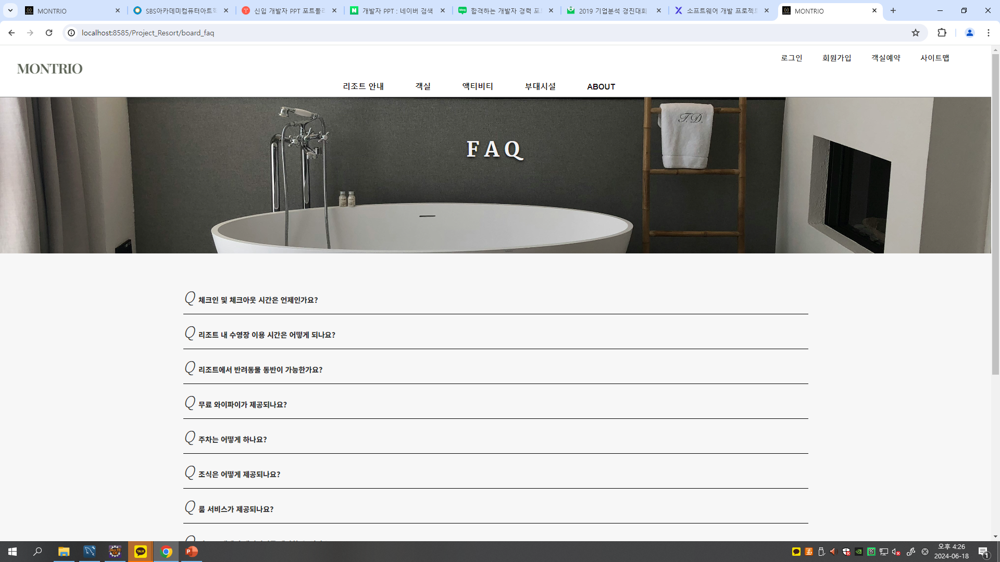 MONTRIO
SBS아카데미컴퓨터아트학
신입 개발자 PPT 포트폴리
개발자 PPT : 네이버 검색
합격하는 개발자 경력 포트
2019 기업분석 경진대회
소프트웨어 개발 프로젝트
MONTRIO
localhost:8585/Project_Resort/board_faq
로그인 회원가입 객실예약 사이트맵
MONTRIO
리조트 안내 객실 액티비티 부대시설 ABOUT
T.D.
FAQ
Q 체크인 및 체크아웃 시간은 언제인가요?
Q 리조트 내 수영장 이용 시간은 어떻게 되나요?
Q 리조트에서 반려동물 동반이 가능한가요?
Q 무료 와이파이가 제공되나요?
Q 주차는 어떻게 하나요?
Q 조식은 어떻게 제공되나요?
Q 룸 서비스가 제공되나요?
Q
TALK
오후 4:26
2024-06-18
1